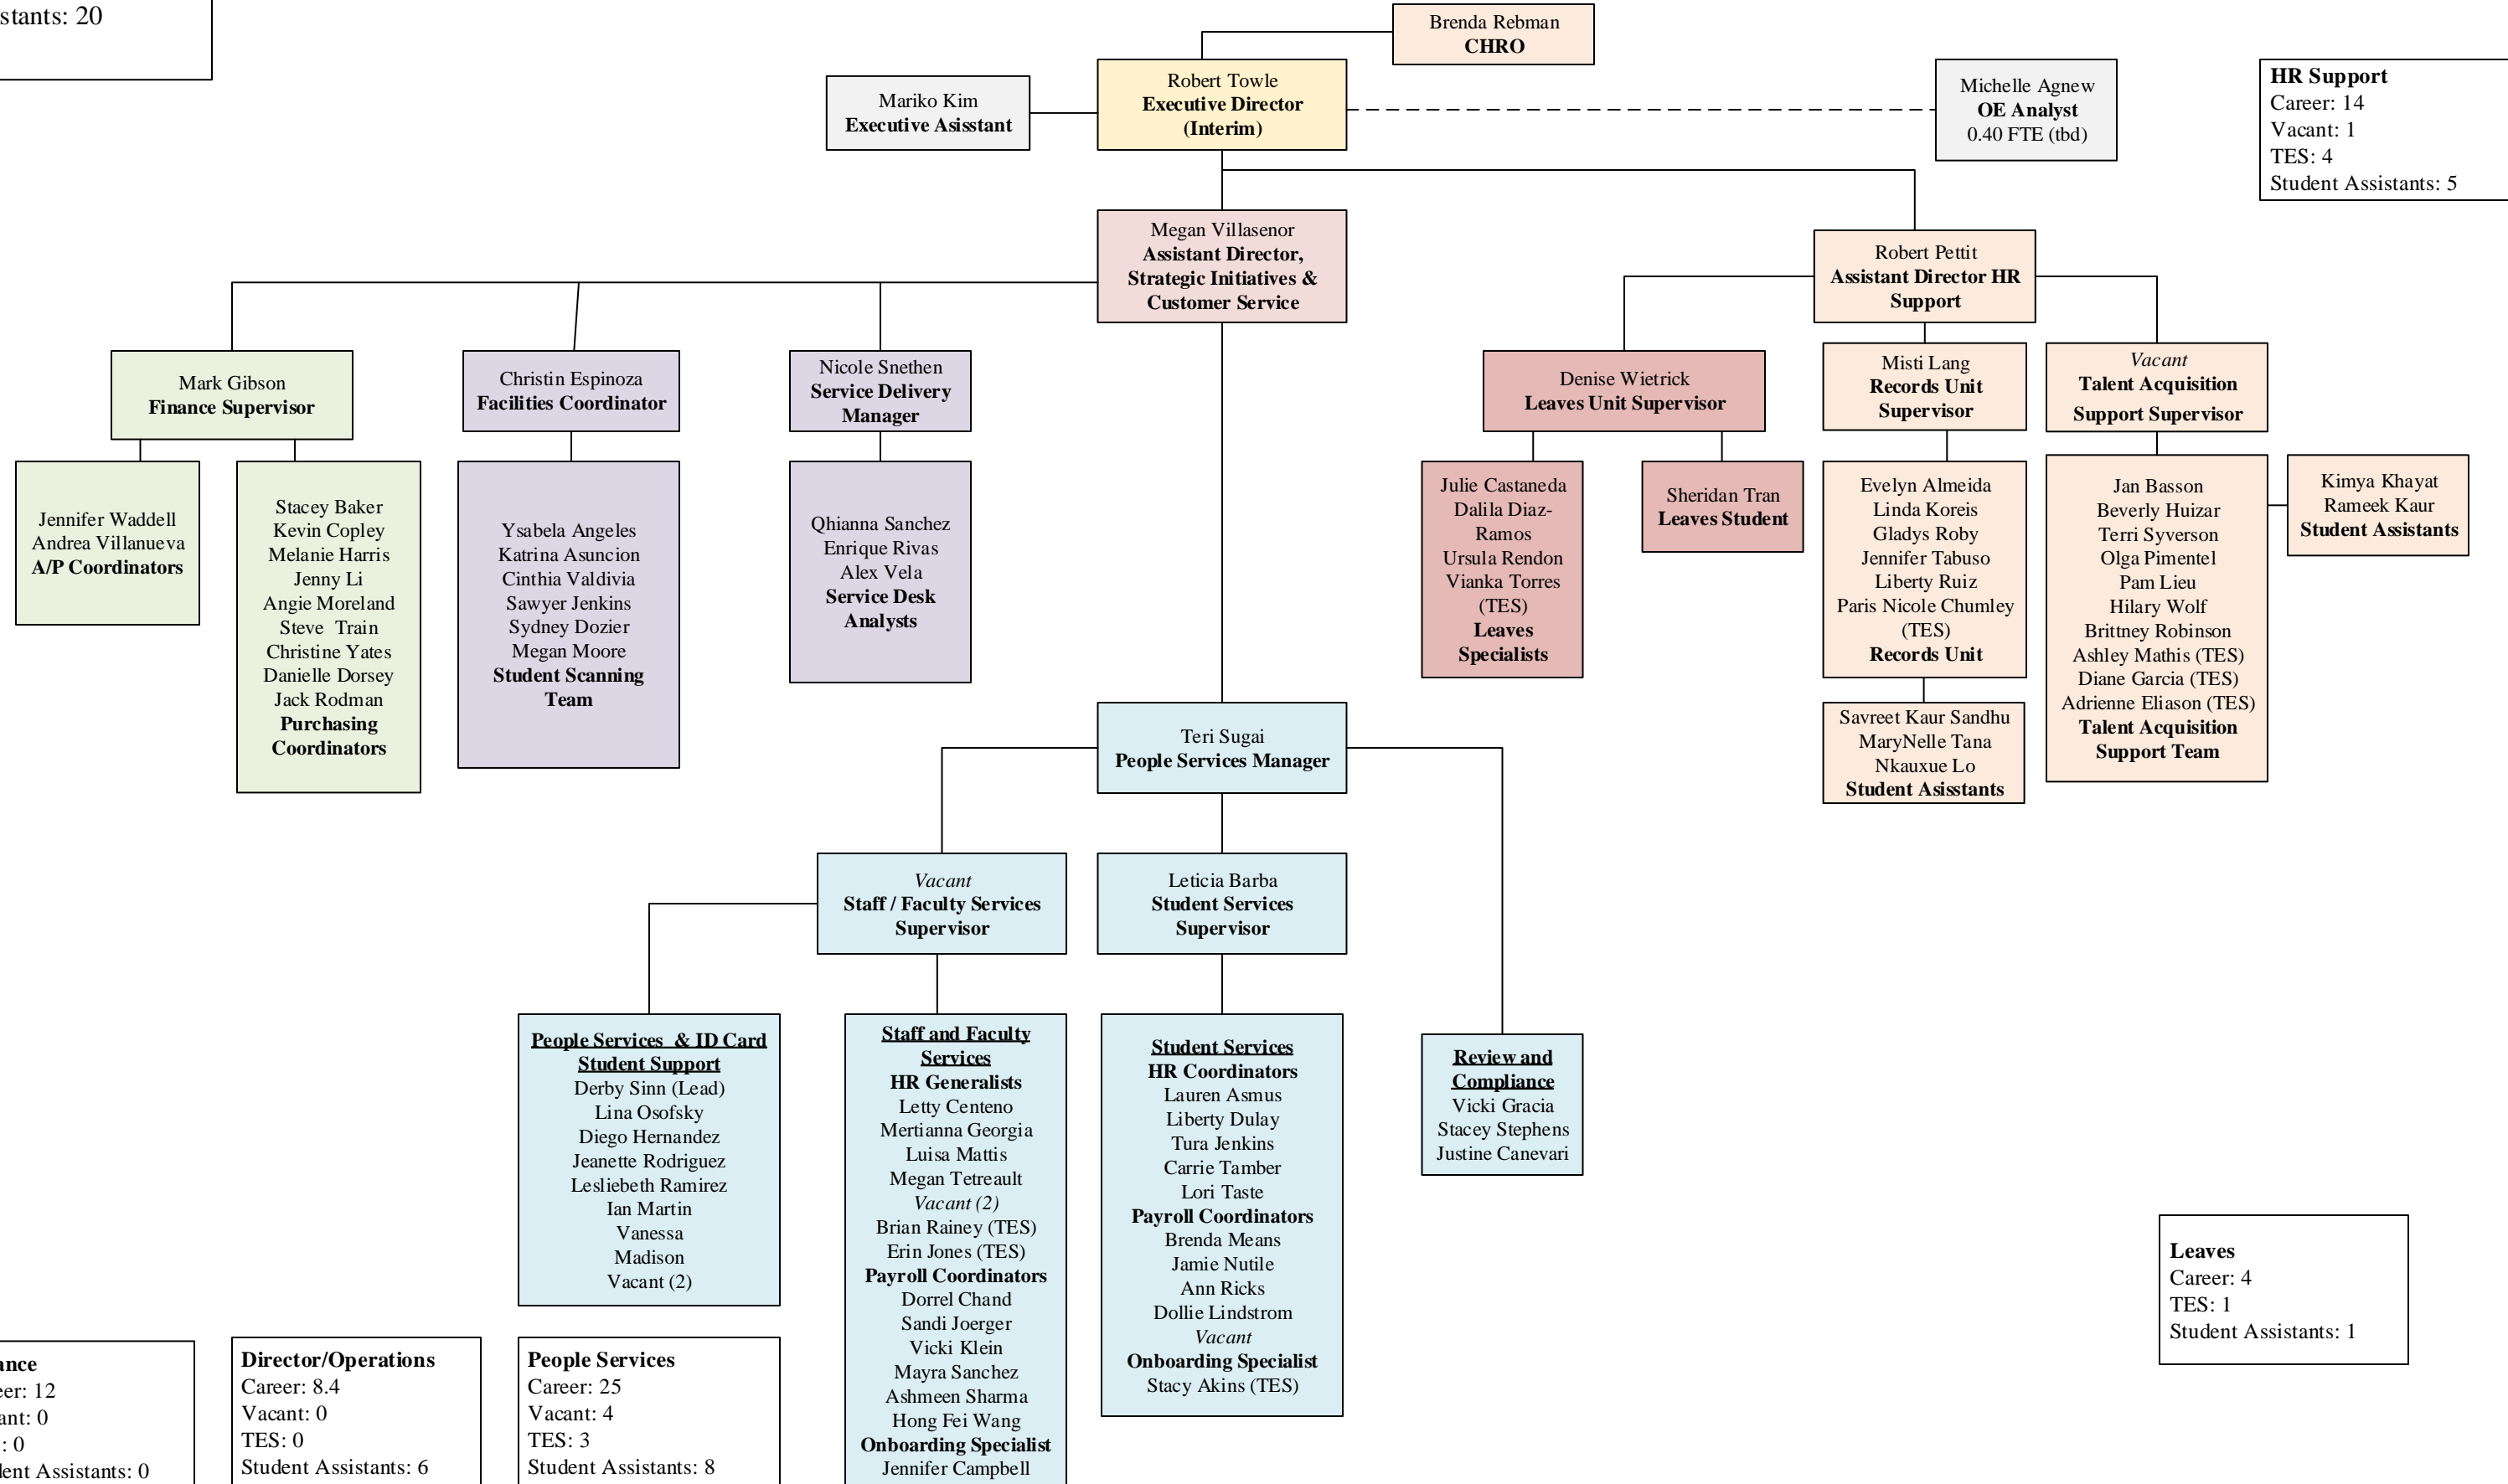 stants: 20
Brenda Rebman
CHRO
Robert Towle
Executive Director
(Interim)
Mariko Kim
Executive Asisstant
Michelle Agnew
OE Analyst
0.40 FTE (tbd)
HR Support
Career: 14
Vacant: 1
TES: 4
Student Assistants: 5
Megan Villasenor
Assistant Director,
Strategic Initiatives &
Customer Service
Robert Pettit
Assistant Director HR
Support
Mark Gibson
Finance Supervisor
Christin Espinoza
Facilities Coordinator
Nicole Snethen
Service Delivery
Manager
Denise Wietrick
Leaves Unit Supervisor
Misti Lang
Records Unit
Supervisor
Vacant
Talent Acquisition
Support Supervisor
Jennifer Waddell
Andrea Villanueva
A/P Coordinators
Stacey Baker
Kevin Copley
Melanie Harris
Jenny Li
Angie Moreland
Steve Train
Christine Yates
Danielle Dorsey
Jack Rodman
Purchasing
Coordinators
Ysabela Angeles
Katrina Asuncion
Cinthia Valdivia
Sawyer Jenkins
Sydney Dozier
Megan Moore
Student Scanning
Team
Qhianna Sanchez
Enrique Rivas
Alex Vela
Service Desk
Analysts
Julie Castaneda
Dalila Diaz-
Ramos
Ursula Rendon
Vianka Torres
(TES)
Leaves
Specialists
Sheridan Tran
Leaves Student
Evelyn Almeida
Linda Koreis
Gladys Roby
Jennifer Tabuso
Liberty Ruiz
Paris Nicole Chumley
(TES)
Records Unit
Jan Basson
Beverly Huizar
Terri Syverson
Olga Pimentel
Pam Lieu
Hilary Wolf
Brittney Robinson
Ashley Mathis (TES)
Diane Garcia (TES)
Adrienne Eliason (TES)
Talent Acquisition
Support Team
Kimya Khayat
Rameek Kaur
Student Assistants
Savreet Kaur Sandhu
MaryNelle Tana
Nkauxue Lo
Student Asisstants
Teri Sugai
People Services Manager
Vacant
Staff / Faculty Services
Supervisor
Leticia Barba
Student Services
Supervisor
People Services & ID Card
Student Support
Derby Sinn (Lead)
Lina Osofsky
Diego Hernandez
Jeanette Rodriguez
Lesliebeth Ramirez
Ian Martin
Vanessa
Madison
Vacant (2)
Staff and Faculty
Services
HR Generalists
Letty Centeno
Mertianna Georgia
Luisa Mattis
Megan Tetreault
Vacant (2)
Brian Rainey (TES)
Erin Jones (TES)
Payroll Coordinators
Dorrel Chand
Sandi Joerger
Vicki Klein
Mayra Sanchez
Ashmeen Sharma
Hong Fei Wang
Onboarding Specialist
Jennifer Campbell
Student Services
HR Coordinators
Lauren Asmus
Liberty Dulay
Tura Jenkins
Carrie Tamber
Lori Taste
Payroll Coordinators
Brenda Means
Jamie Nutile
Ann Ricks
Dollie Lindstrom
Vacant
Onboarding Specialist
Stacy Akins (TES)
Review and
Compliance
Vicki Gracia
Stacey Stephens
Justine Canevari
Leaves
Career: 4
TES: 1
Student Assistants: 1
ance
eer: 12
ant: 0
: 0
dent Assistants: 0
Director/Operations
Career: 8.4
Vacant: 0
TES: 0
Student Assistants: 6
People Services
Career: 25
Vacant: 4
TES: 3
Student Assistants: 8